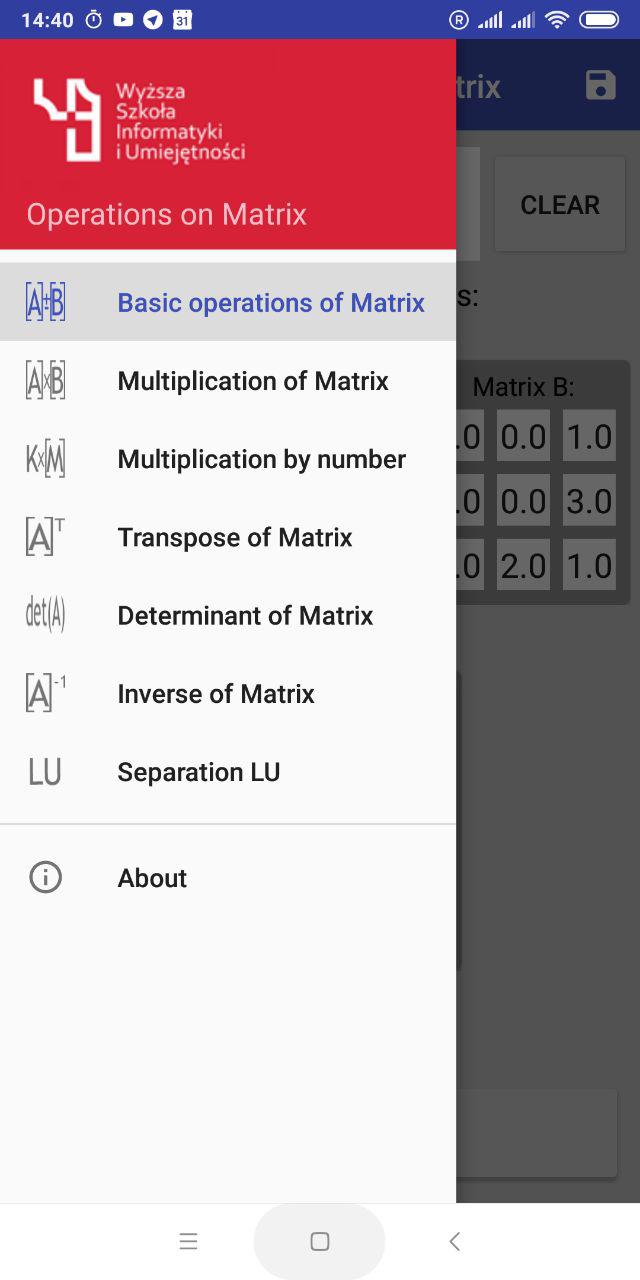 14:40
31
R
Wyższa
Szkoła
Informatyki
i Umiejętności
Operations on Matrix
trix
CLEAR
s:
[A]±[B] Basic operations of Matrix
[A]x[B] Multiplication of Matrix
Kx[M] Multiplication by number
[A]T Transpose of Matrix
det(A) Determinant of Matrix
[A]-1 Inverse of Matrix
LU Separation LU
About
Matrix B:
.0 0.0 1.0
.0 0.0 3.0
.0 2.0 1.0